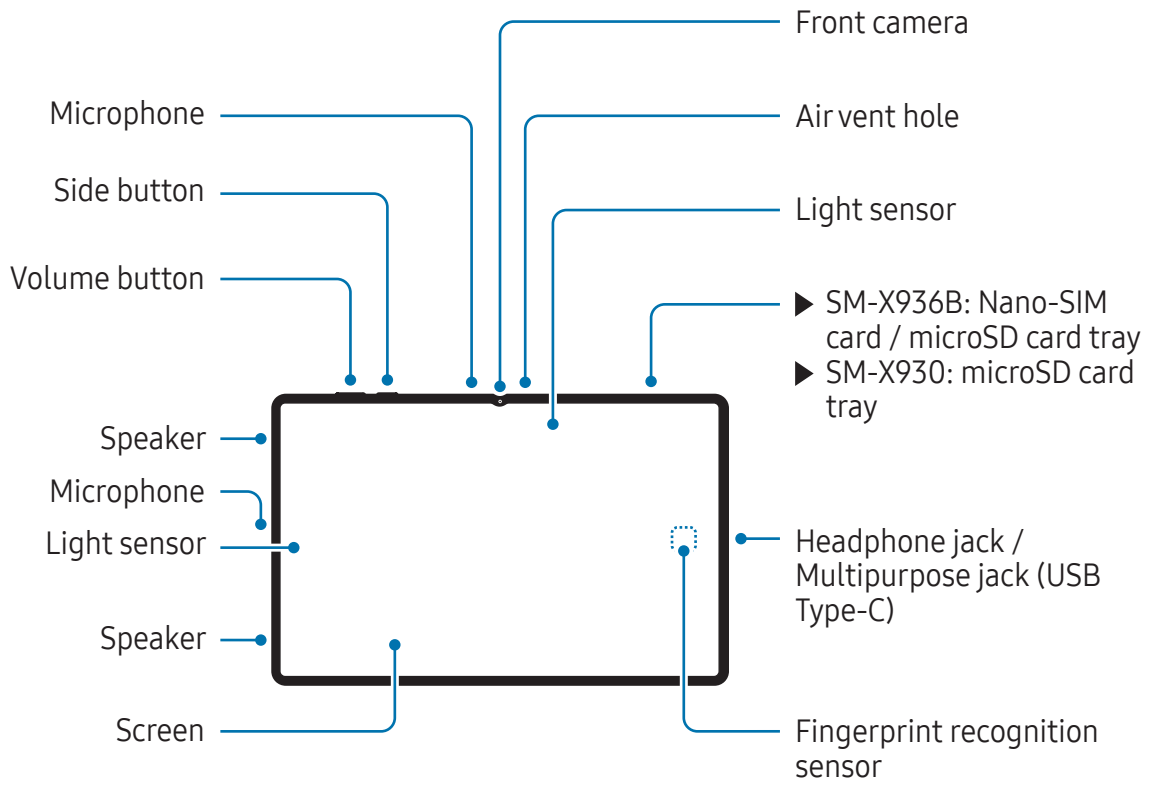 Front camera
Microphone
Air vent hole
Side button
Light sensor
Volume button
▶ SM-X936B: Nano-SIM
card / microSD card tray
▶ SM-X930: microSD card
tray
Speaker
Microphone
Light sensor
Headphone jack /
Multipurpose jack (USB
Type-C)
Speaker
Screen
Fingerprint recognition
sensor